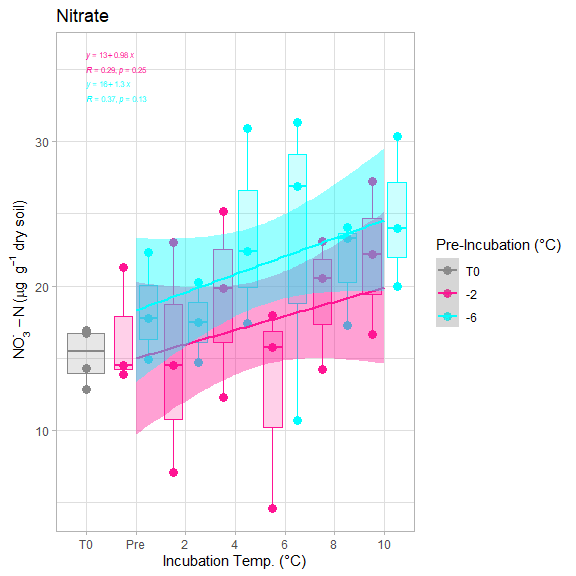 Nitrate
y = 13 + 0.98 x
R = 0.29, p = 0.25
y = 16 + 1.3 x
R = 0.37, p = 0.13
30
20
10
NO₃⁻ −N (µg g⁻¹ dry soil)
T0 Pre 2 4 6 8 10
Incubation Temp. (°C)
Pre-Incubation (°C)
T0
-2
-6